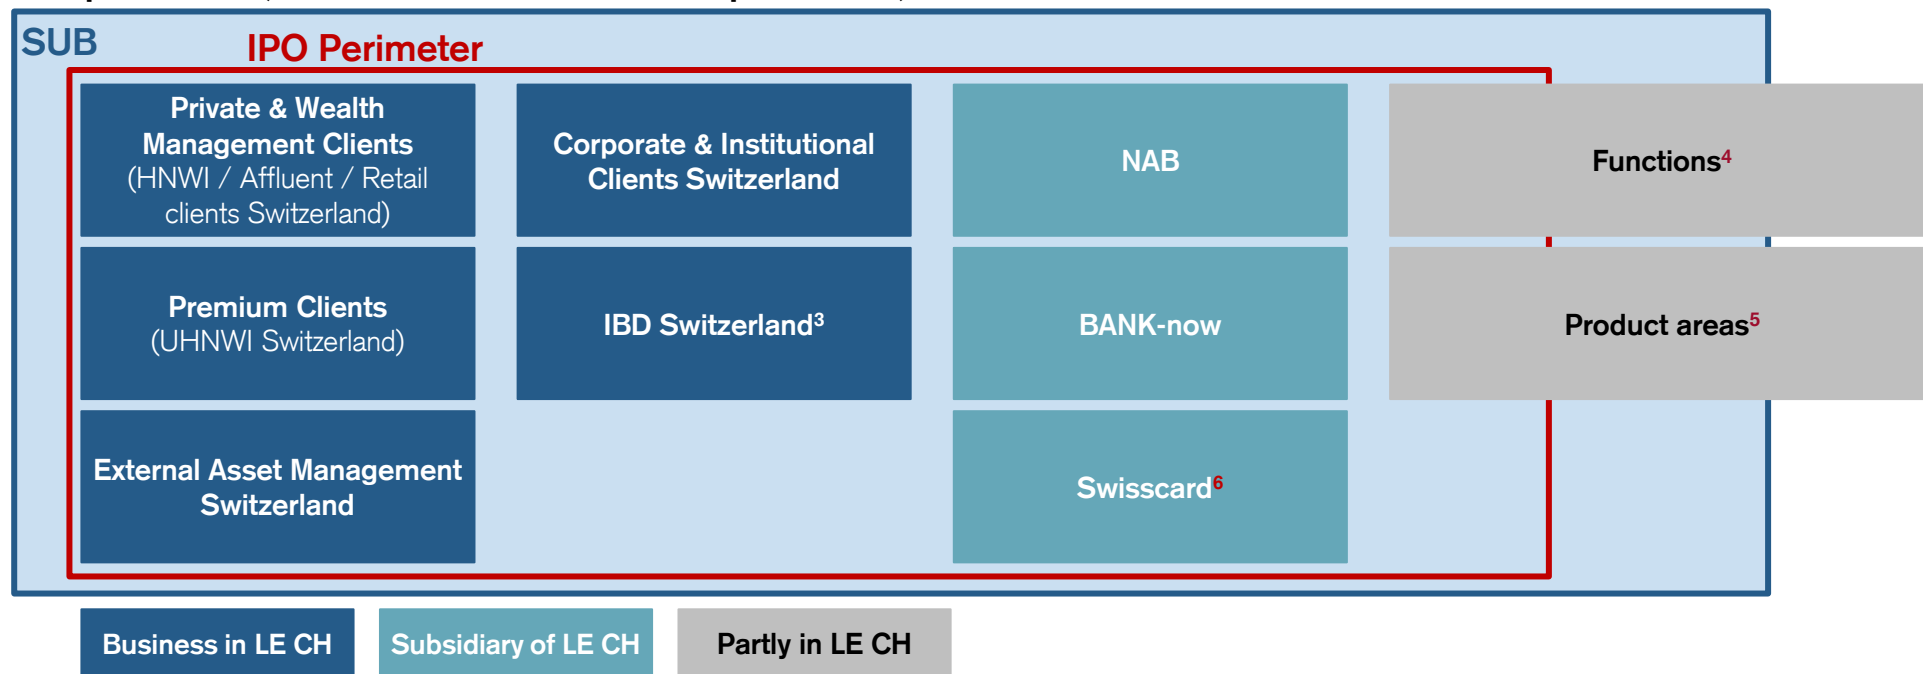 SUB
IPO Perimeter
Private & Wealth
Management Clients
(HNWI / Affluent / Retail
clients Switzerland)
Corporate & Institutional
Clients Switzerland
NAB
Functions⁴
Premium Clients
(UHNWI Switzerland)
IBD Switzerland³
BANK-now
Product areas⁵
External Asset Management
Switzerland
Swisscard⁶
Business in LE CH
Subsidiary of LE CH
Partly in LE CH